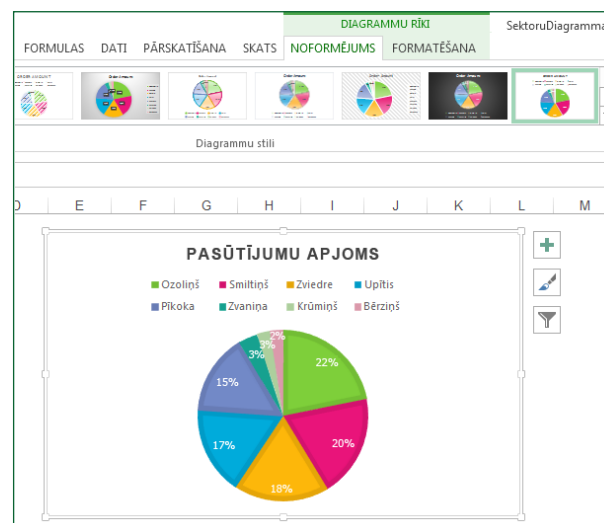 DIAGRAMMU RĪKI SektoruDiagramma
FORMULAS DATI PĀRSKATĪŠANA SKATS NOFORMĒJUMS FORMATĒŠANA
Diagrammu stili
E F G H I J K L M
PASŪTĪJUMU APJOMS
Ozoliņš Smiltiņš Zviedre Upītis
Pīkoka Zvaniņa Krūmiņš Bērziņš
2%
3%
3%
22%
15%
20%
17%
18%